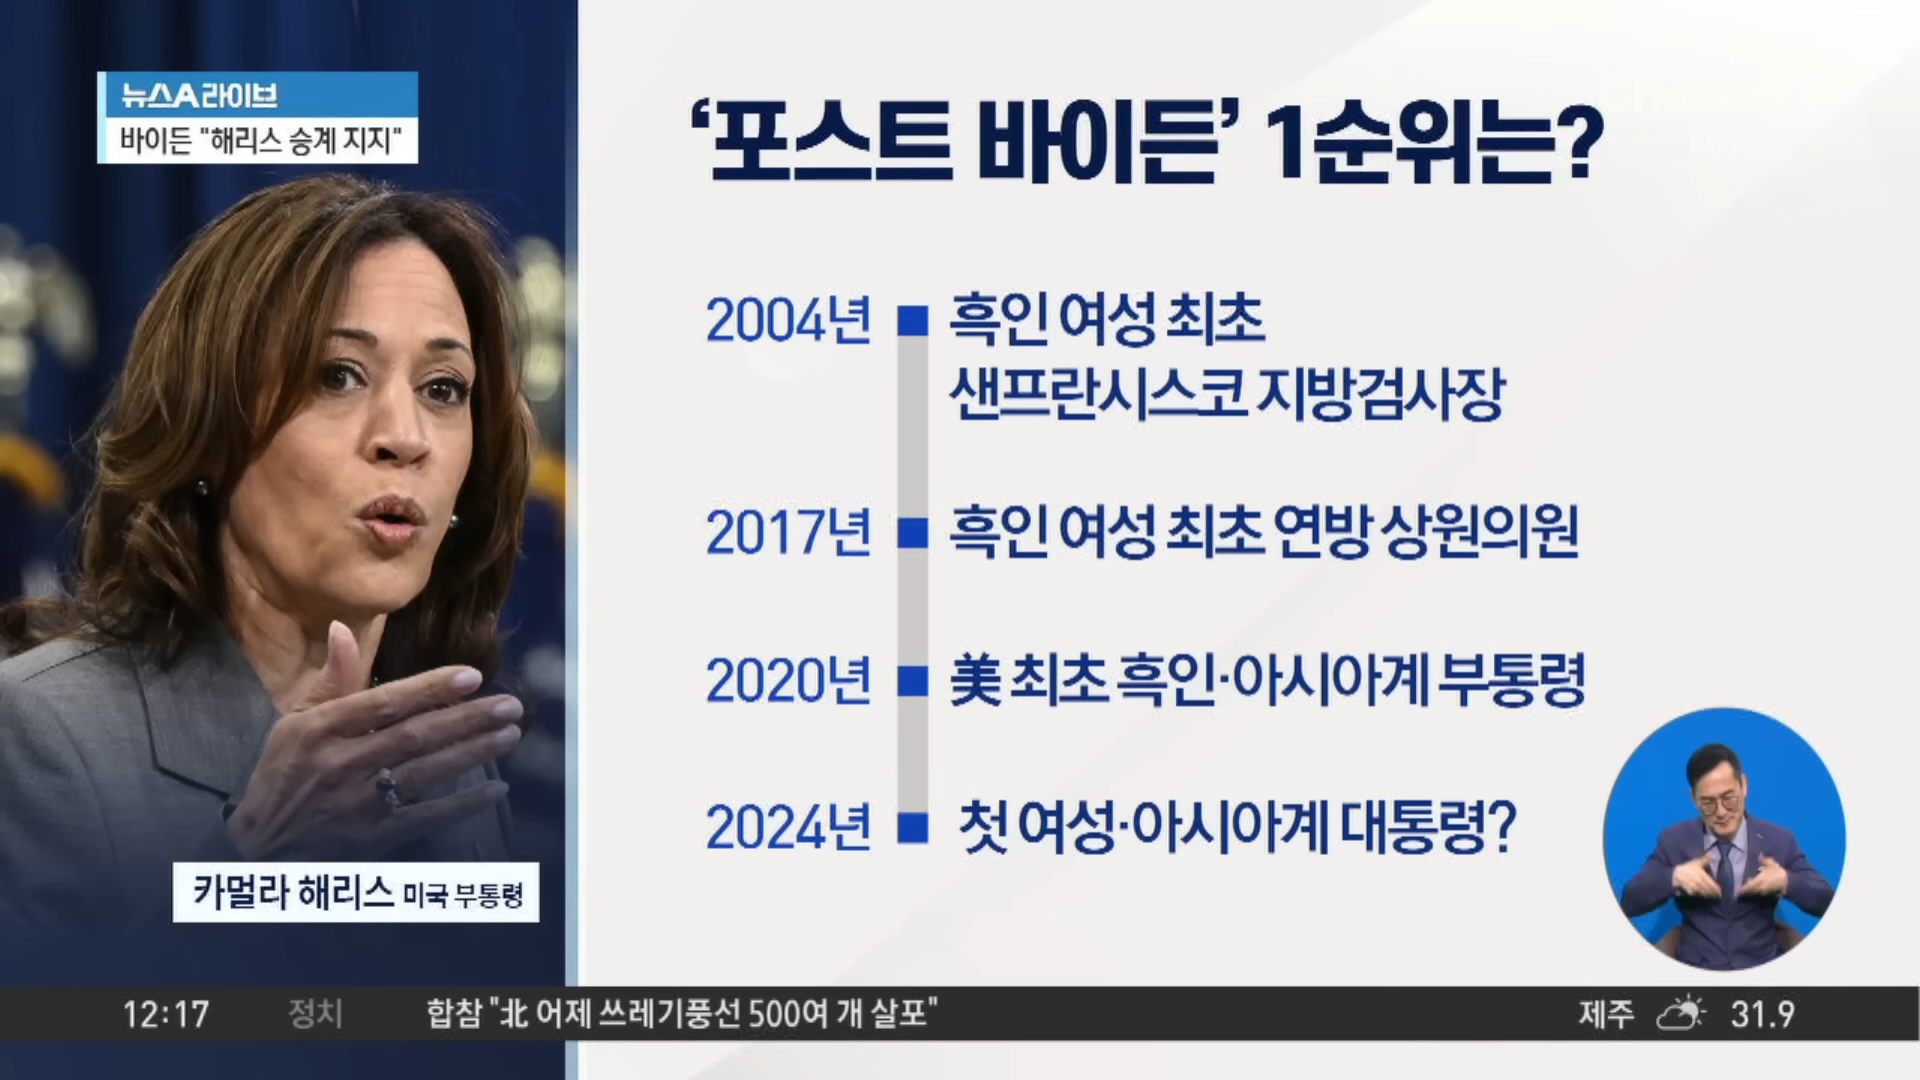 뉴스A라이브
바이든 "해리스 승계 지지"
'포스트 바이든' 1순위는?
2004년 흑인 여성 최초
샌프란시스코 지방검사장
2017년 흑인 여성 최초 연방 상원의원
2020년 美 최초 흑인·아시아계 부통령
2024년 첫 여성·아시아계 대통령?
카멀라 해리스 미국 부통령
12:17 정치 합참 "北 어제 쓰레기풍선 500여 개 살포" 제주 31.9